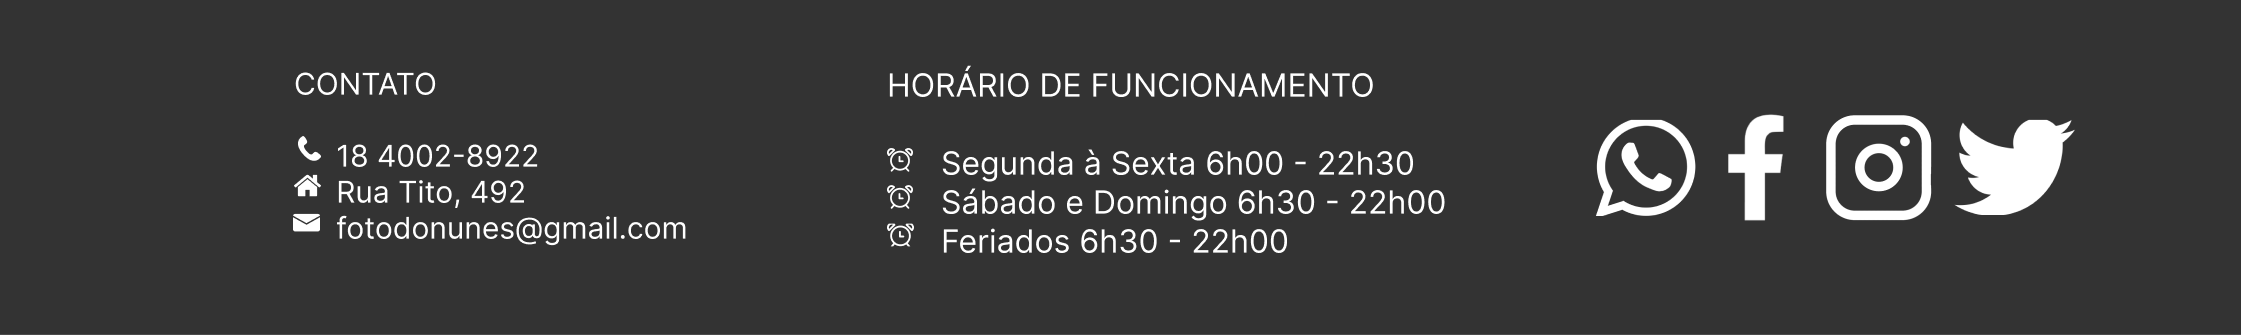 CONTATO
18 4002-8922
Rua Tito, 492
fotodonunes@gmail.com
HORÁRIO DE FUNCIONAMENTO
Segunda à Sexta 6h00 - 22h30
Sábado e Domingo 6h30 - 22h00
Feriados 6h30 - 22h00